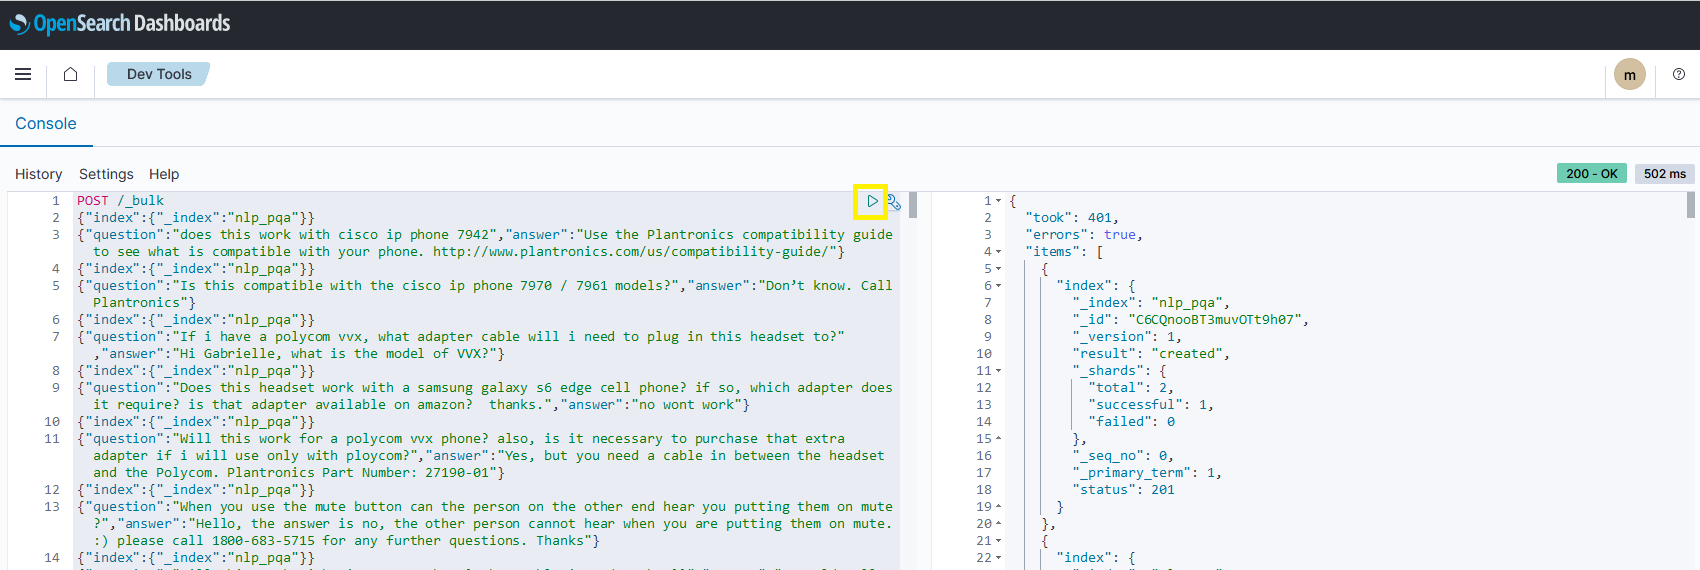 OpenSearch Dashboards
Dev Tools
m
Console
History Settings Help
200 - OK 502 ms
1 POST /_bulk
2 {"index":{"_index":"nlp_pqa"}}
3 {"question":"does this work with cisco ip phone 7942","answer":"Use the Plantronics compatibility guide
to see what is compatible with your phone. http://www.plantronics.com/us/compatibility-guide/"}
4 {"index":{"_index":"nlp_pqa"}}
5 {"question":"Is this compatible with the cisco ip phone 7970 / 7961 models?","answer":"Don’t know. Call
Plantronics"}
6 {"index":{"_index":"nlp_pqa"}}
7 {"question":"If i have a polycom vvx, what adapter cable will i need to plug in this headset to?"
,"answer":"Hi Gabrielle, what is the model of VVX?"}
8 {"index":{"_index":"nlp_pqa"}}
9 {"question":"Does this headset work with a samsung galaxy s6 edge cell phone? if so, which adapter does
it require? is that adapter available on amazon?  thanks.","answer":"no wont work"}
10 {"index":{"_index":"nlp_pqa"}}
11 {"question":"Will this work for a polycom vvx phone? also, is it necessary to purchase that extra
adapter if i will use only with ploycom?","answer":"Yes, but you need a cable in between the headset
and the Polycom. Plantronics Part Number: 27190-01"}
12 {"index":{"_index":"nlp_pqa"}}
13 {"question":"When you use the mute button can the person on the other end hear you putting them on mute
?","answer":"Hello, the answer is no, the other person cannot hear when you are putting them on mute.
:) please call 1800-683-5715 for any further questions. Thanks"}
14 {"index":{"_index":"nlp_pqa"}}
1 {
2 "took": 401,
3 "errors": true,
4 "items": [
5 {
6 "index": {
7 "_index": "nlp_pqa",
8 "_id": "C6CQnooBT3muvOTt9h07",
9 "_version": 1,
10 "result": "created",
11 "_shards": {
12 "total": 2,
13 "successful": 1,
14 "failed": 0
15 },
16 "_seq_no": 0,
17 "_primary_term": 1,
18 "status": 201
19 }
20 },
21 {
22 "index": {